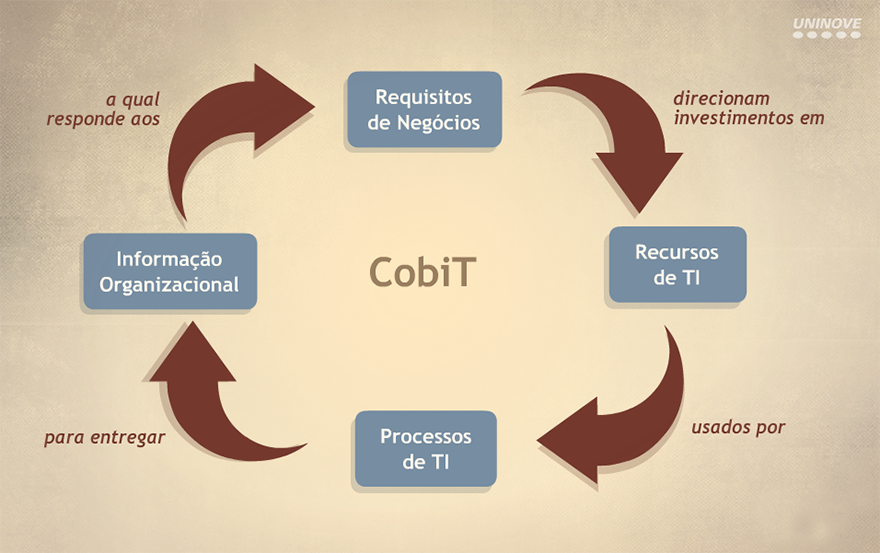 UNINOVE
a qual
responde aos
Requisitos
de Negócios
direcionam
investimentos em
Informação
Organizacional
CobiT
Recursos
de TI
para entregar
Processos
de TI
usados por